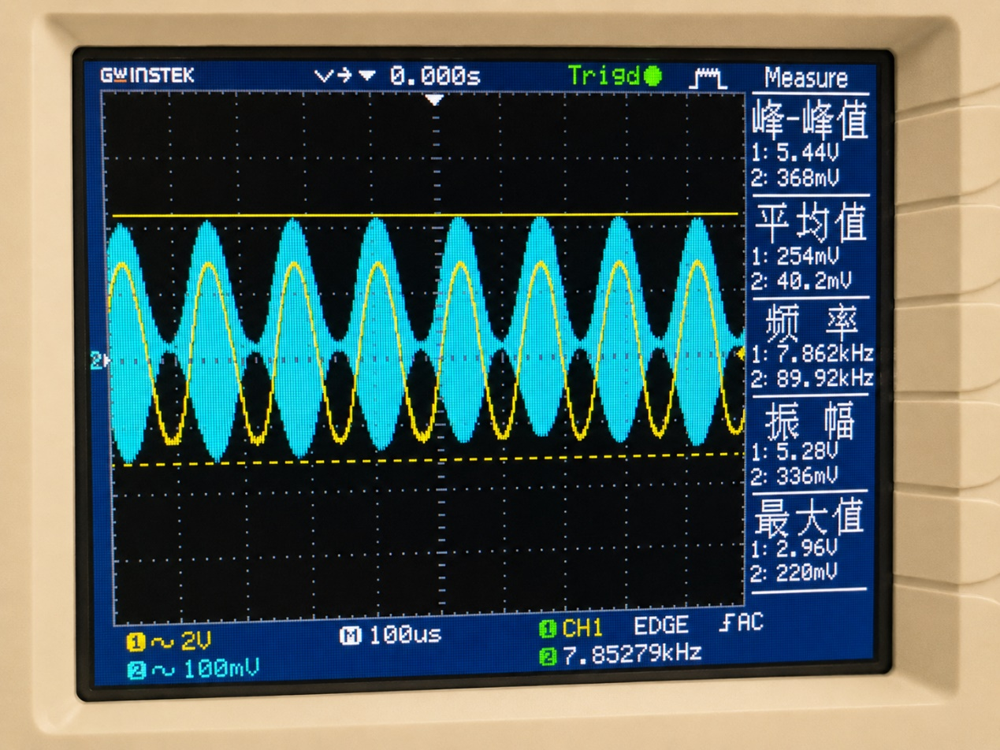 GWINSTEK
0.000s
Trigd
Measure
峰-峰值
1: 5.44V
2: 368mV
平均值
1: 254mV
2: 40.2mV
频率
1: 7.862kHz
2: 89.92kHz
振幅
1: 5.28V
2: 336mV
最大值
1: 2.96V
2: 220mV
2
1 ~ 2V
M 100us
1 CH1 EDGE AC
2 ~ 100mV
2 7.85279kHz